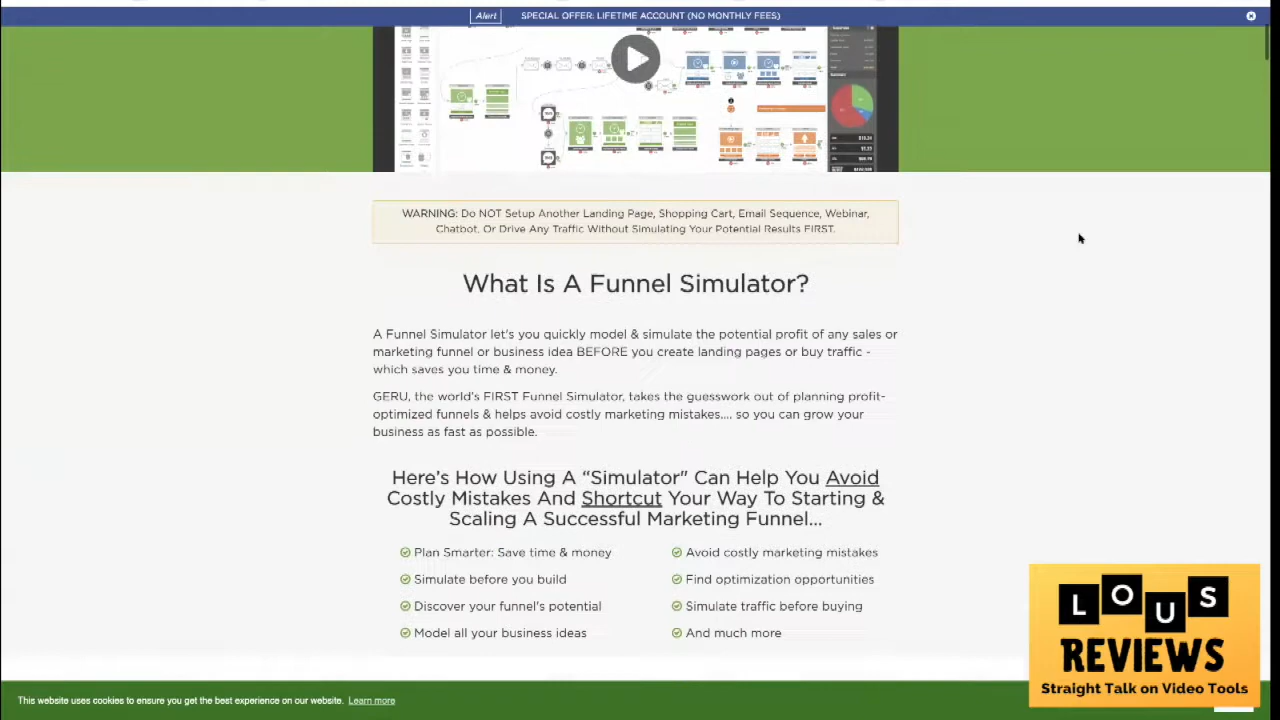 Alert SPECIAL OFFER: LIFETIME ACCOUNT (NO MONTHLY FEES)
WARNING: Do NOT Setup Another Landing Page, Shopping Cart, Email Sequence, Webinar,
Chatbot, Or Drive Any Traffic Without Simulating Your Potential Results FIRST.
What Is A Funnel Simulator?
A Funnel Simulator let's you quickly model & simulate the potential profit of any sales or
marketing funnel or business idea BEFORE you create landing pages or buy traffic -
which saves you time & money.
GERU, the world's FIRST Funnel Simulator, takes the guesswork out of planning profit-
optimized funnels & helps avoid costly marketing mistakes.... so you can grow your
business as fast as possible.
Here's How Using A “Simulator" Can Help You Avoid
Costly Mistakes And Shortcut Your Way To Starting &
Scaling A Successful Marketing Funnel...
Plan Smarter: Save time & money
Simulate before you build
Discover your funnel's potential
Model all your business ideas
Avoid costly marketing mistakes
Find optimization opportunities
Simulate traffic before buying
And much more
LOUS
REVIEWS
Straight Talk on Video Tools
This website uses cookies to ensure you get the best experience on our website. Learn more